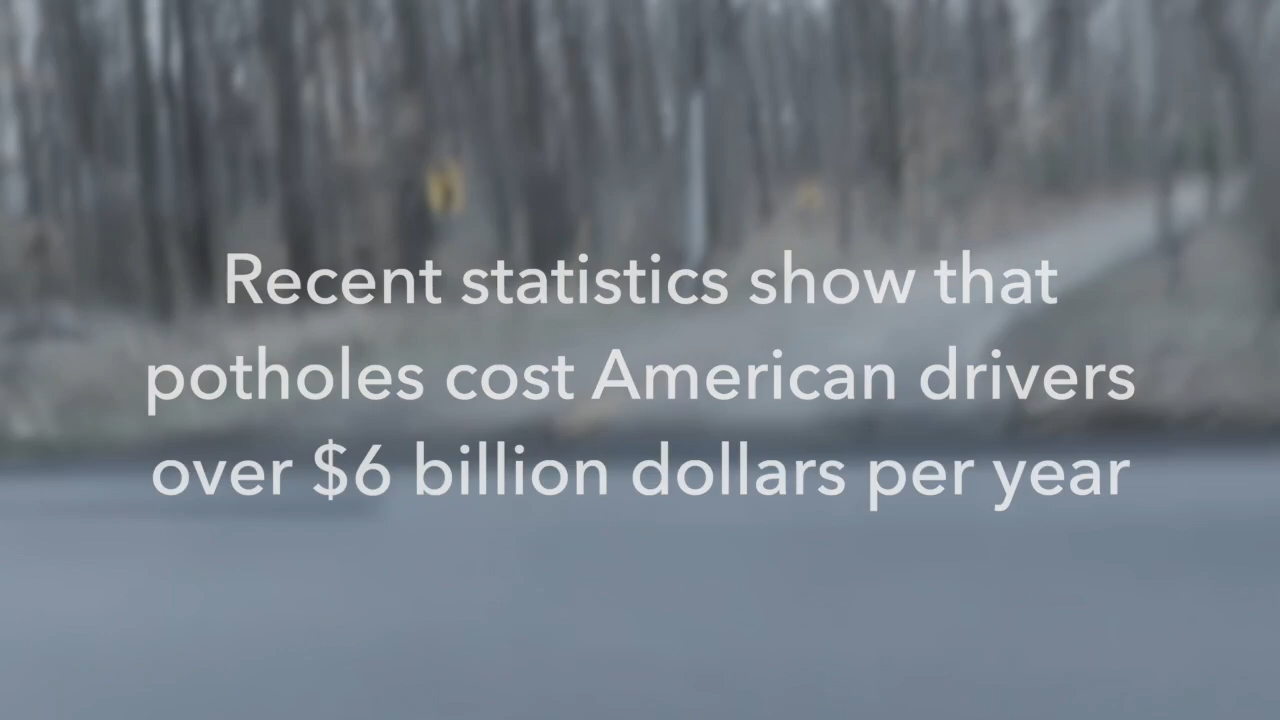 Recent statistics show that
potholes cost American drivers
over $6 billion dollars per year